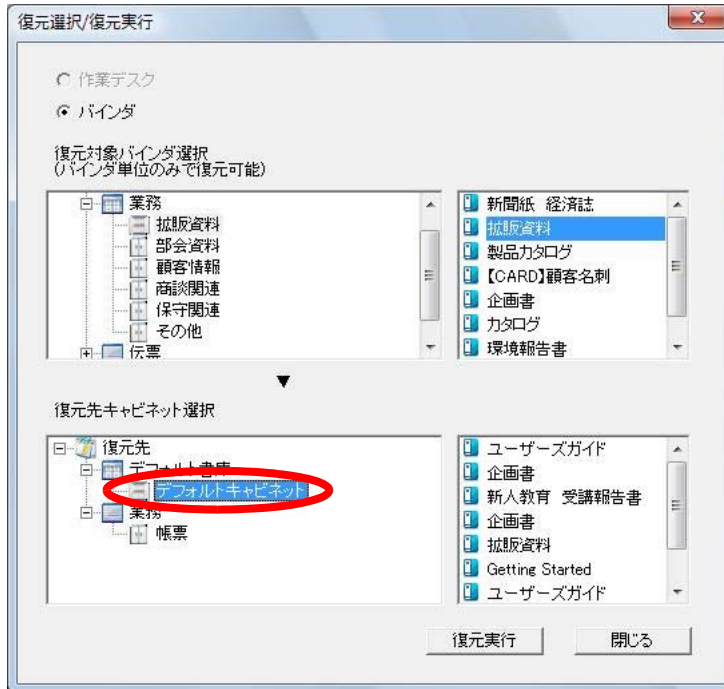 復元選択/復元実行
作業デスク
バインダ
復元対象バインダ選択
(バインダ単位のみで復元可能)
業務
拡販資料
部会資料
顧客情報
商談関連
保守関連
その他
伝票
新聞紙 経済誌
拡販資料
製品カタログ
【CARD】顧客名刺
企画書
カタログ
環境報告書
▼
復元先キャビネット選択
復元先
デフォルト書庫
デフォルトキャビネット
業務
帳票
ユーザーズガイド
企画書
新人教育 受講報告書
企画書
拡販資料
Getting Started
ユーザーズガイド
復元実行
閉じる